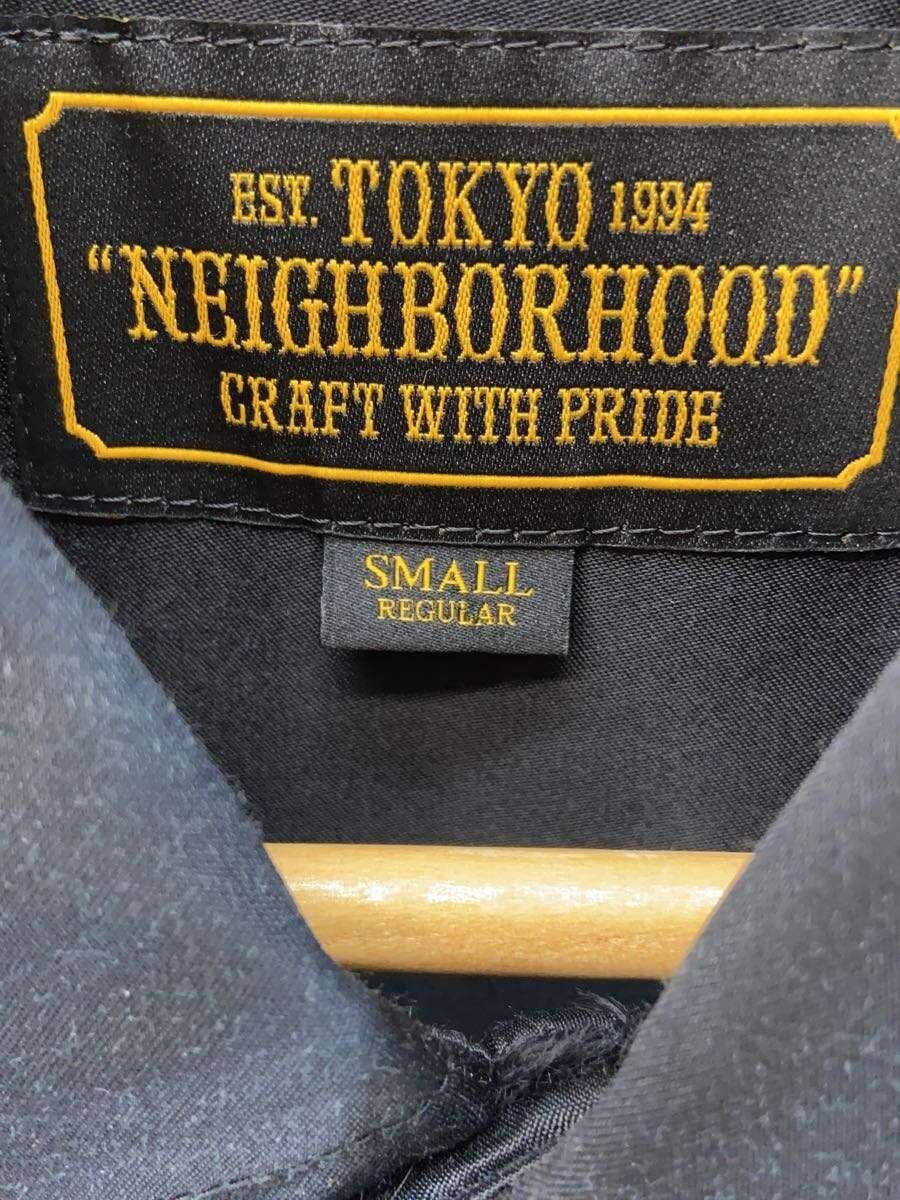 EST. TOKYO 1994
“NEIGHBORHOOD”
CRAFT WITH PRIDE
SMALL
REGULAR